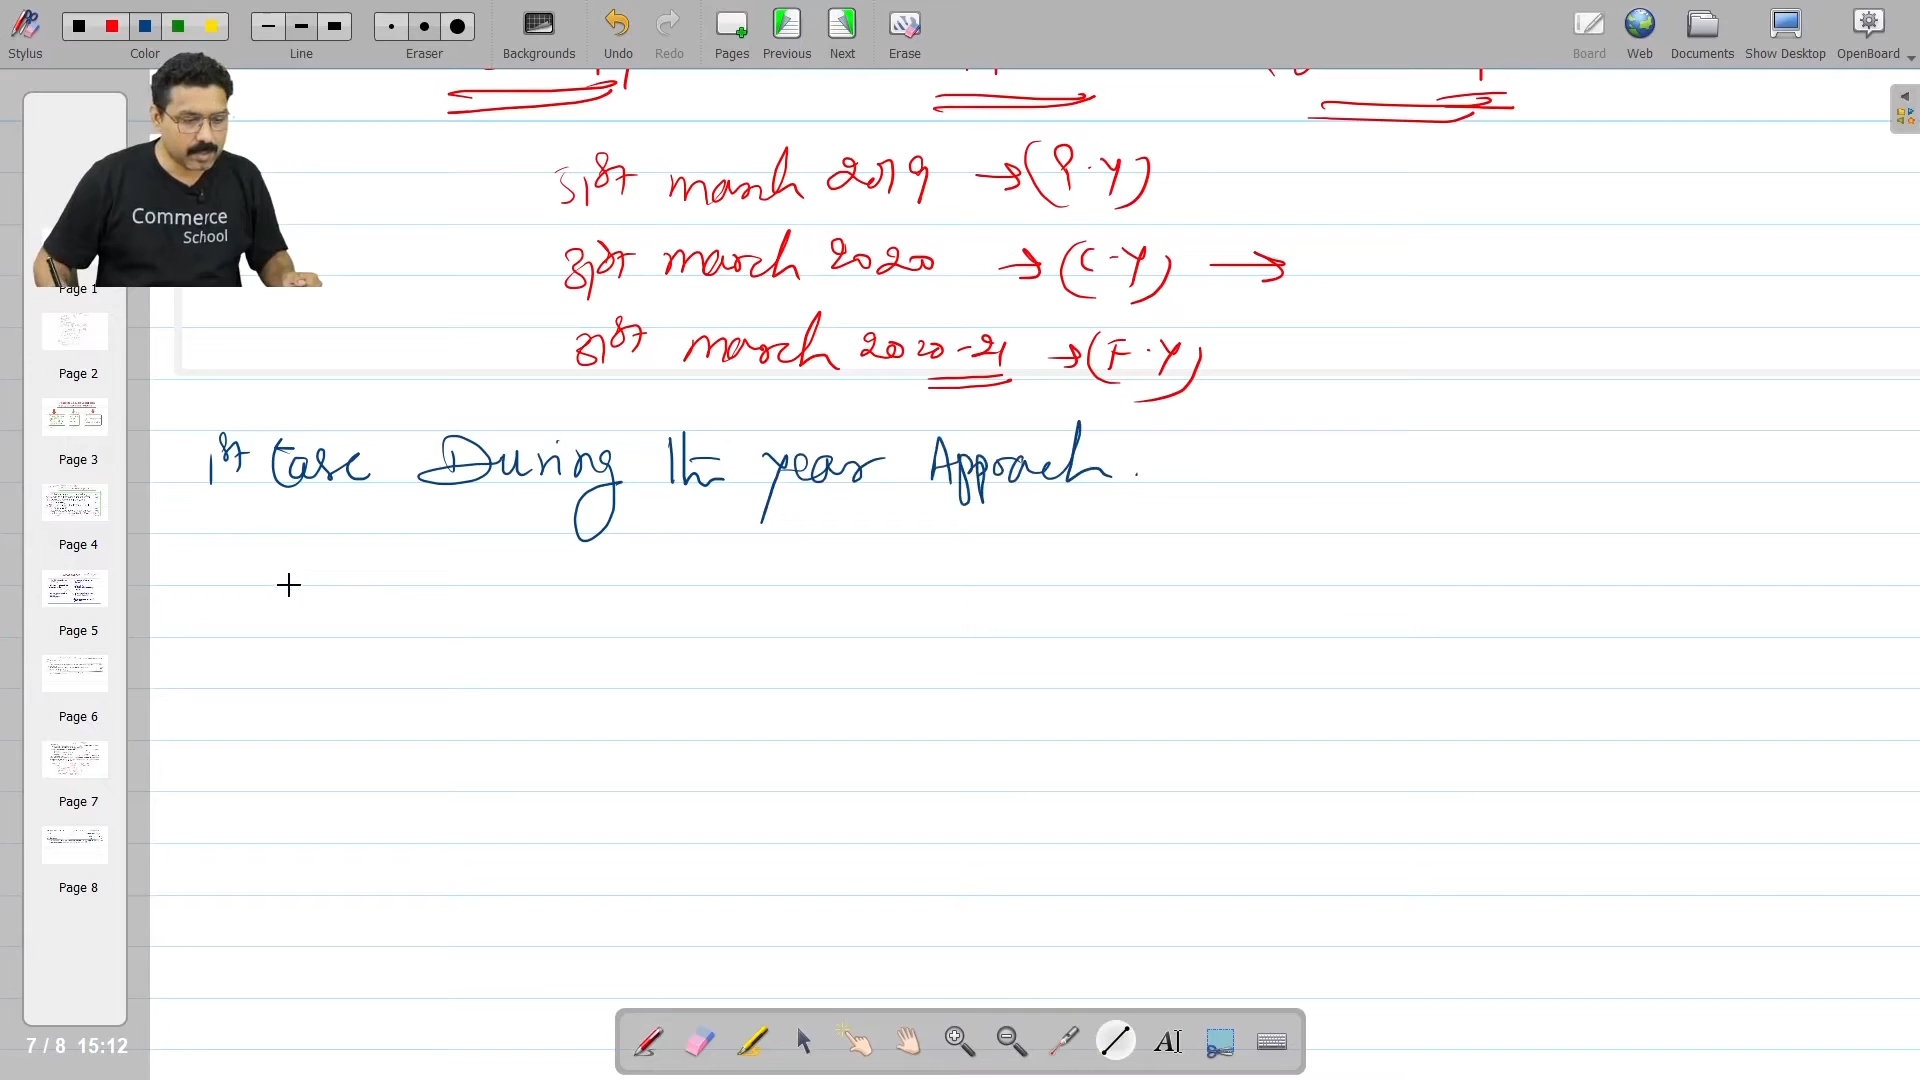 Stylus Color Line Eraser Backgrounds Undo Redo Pages Previous Next Erase Board Web Documents Show Desktop OpenBoard
Commerce
School
31st march 2019 → (P.Y)
31st march 2020 → (C-Y) →
31st march 2020-21 → (F.Y)
1st Case During the year Approach.
Page 1
Page 2
Page 3
Page 4
Page 5
Page 6
Page 7
Page 8
7 / 8 15:12